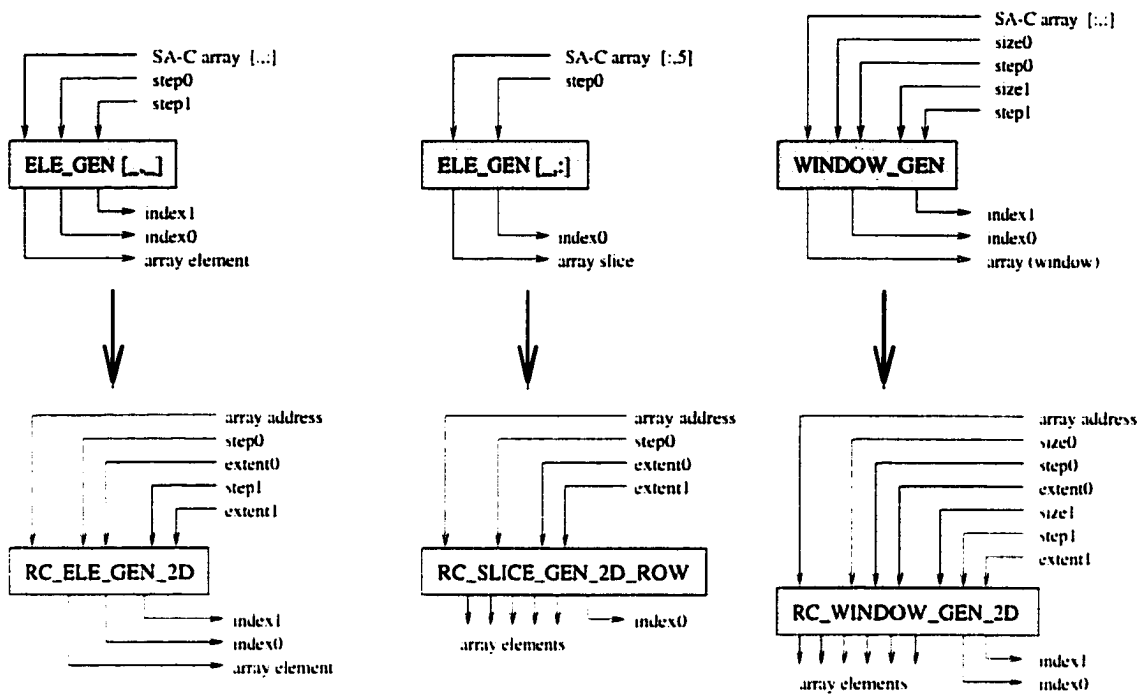 SA-C array [:,:]
step0
step1
ELE_GEN [_,_]
index1
index0
array element
SA-C array [:,5]
step0
ELE_GEN [_,:]
index0
array slice
SA-C array [:,:]
size0
step0
size1
step1
WINDOW_GEN
index1
index0
array (window)
array address
step0
extent0
step1
extent1
RC_ELE_GEN_2D
index1
index0
array element
array address
step0
extent0
extent1
RC_SLICE_GEN_2D_ROW
index0
array elements
array address
size0
step0
extent0
size1
step1
extent1
RC_WINDOW_GEN_2D
index1
index0
array elements